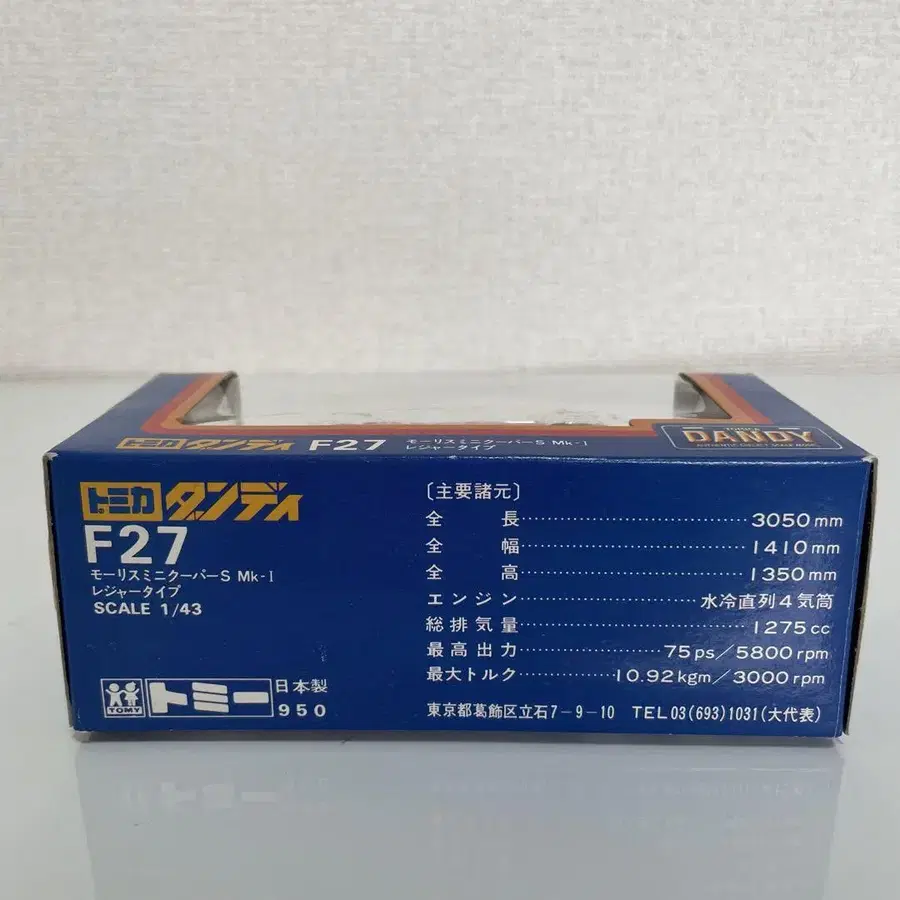 トミカ ダンディ F27 モーリスミニクーパーS Mk-I
レジャータイプ
DANDY
トミカ ダンディ
F27
モーリスミニクーパーS Mk-I
レジャータイプ
SCALE 1/43
TOMY トミー 日本製
950
〔主要諸元〕
全長……………………………3050mm
全幅……………………………1410mm
全高……………………………1350mm
エンジン………………………水冷直列4気筒
総排気量………………………1275cc
最高出力………………………75ps/5800rpm
最大トルク……………………10.92kgm/3000rpm
東京都葛飾区立石7-9-10 TEL03(693)1031(大代表)